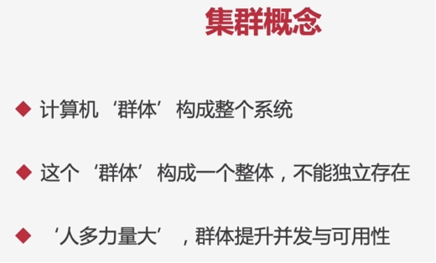 集群概念
计算机‘群体’构成整个系统
这个‘群体’构成一个整体，不能独立存在
‘人多力量大’，群体提升并发与可用性